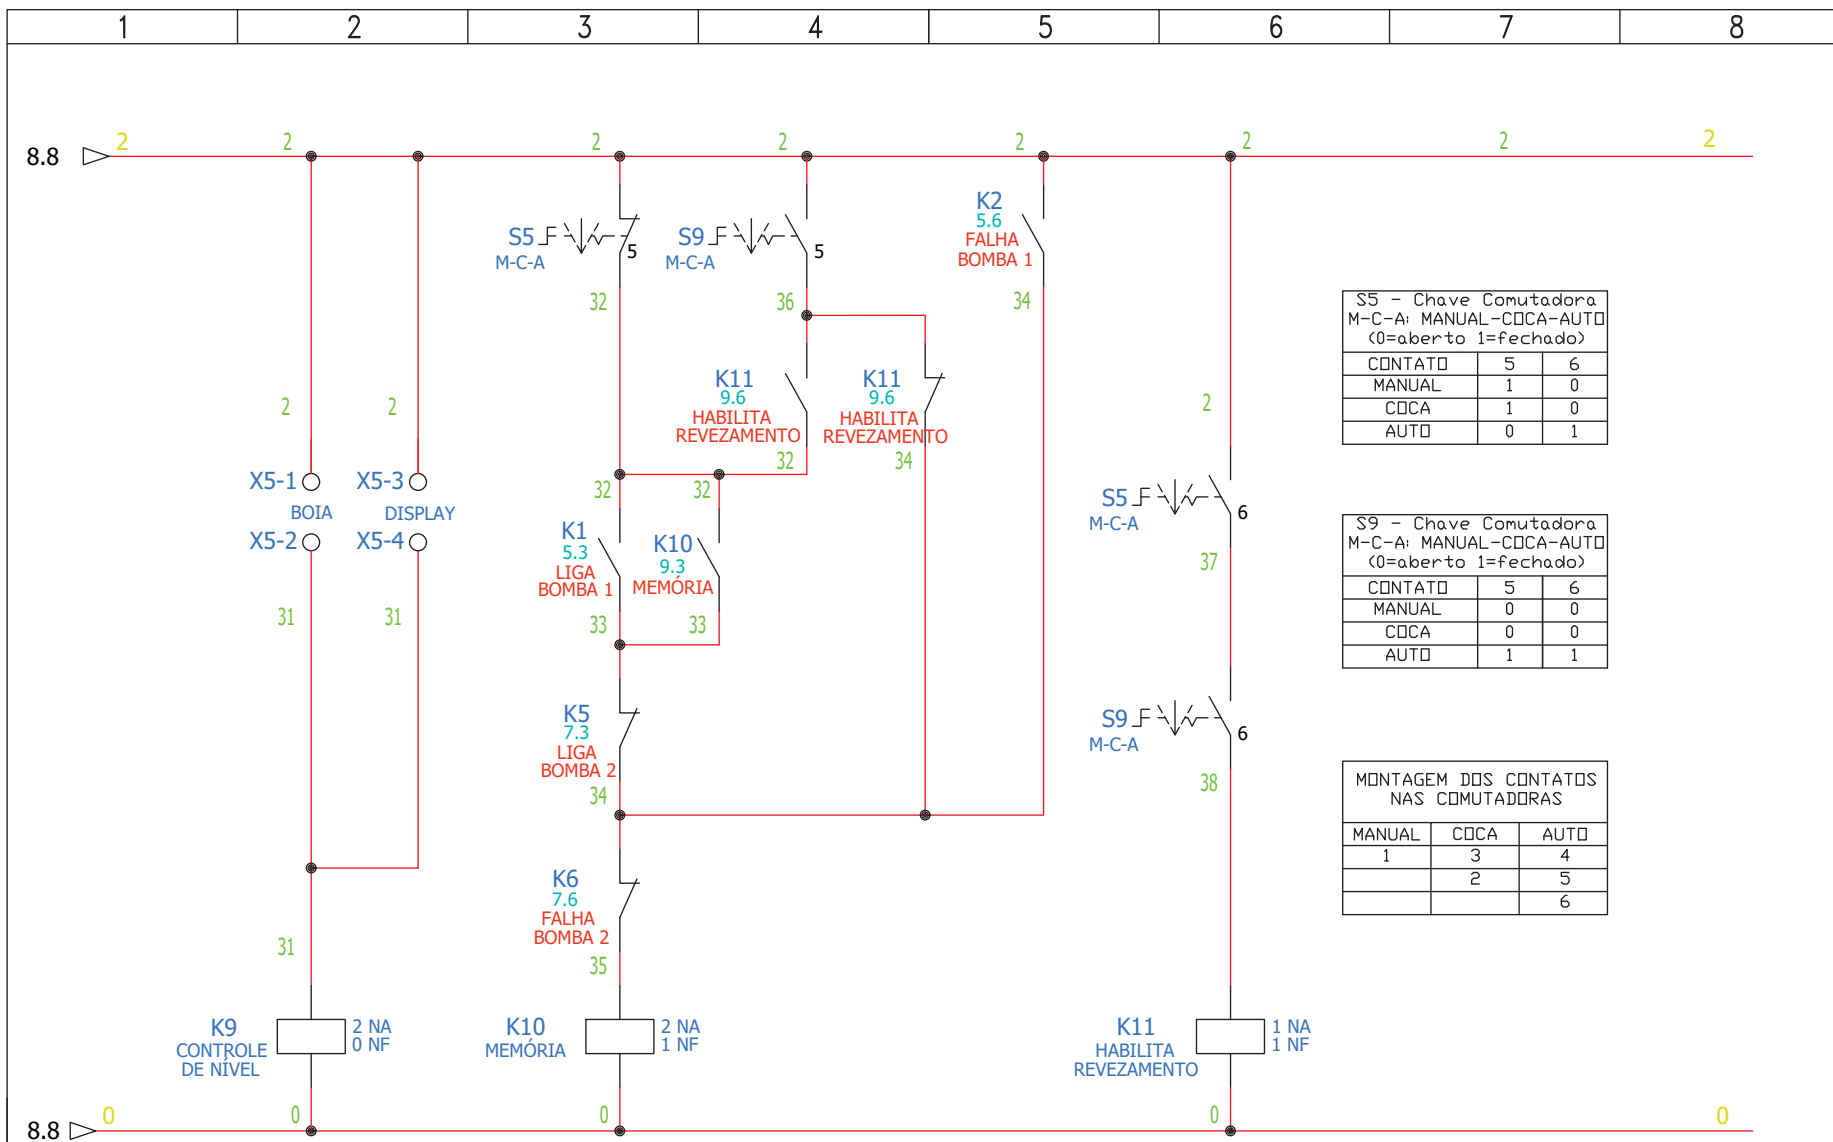 1 2 3 4 5 6 7 8
8.8 2 2 2 2 2 2 2 2
K2
5.6
FALHA
BOMBA 1
S5
M-C-A
5
S9
M-C-A
5
32
36
34
K11
9.6
HABILITA
REVEZAMENTO
K11
9.6
HABILITA
REVEZAMENTO
2
2
2
32
34
X5-1
X5-3
BOIA
DISPLAY
X5-2
X5-4
32
32
K1
5.3
LIGA
BOMBA 1
K10
9.3
MEMÓRIA
S5
M-C-A
6
37
31
31
33
33
K5
7.3
LIGA
BOMBA 2
34
S9
M-C-A
6
38
K6
7.6
FALHA
BOMBA 2
35
31
K9
CONTROLE
DE NÍVEL
2 NA
0 NF
K10
MEMÓRIA
2 NA
1 NF
K11
HABILITA
REVEZAMENTO
1 NA
1 NF
8.8 0 0 0 0 0
S5 - Chave Comutadora
M-C-A: MANUAL-COCA-AUTO
(0=aberto 1=fechado)
CONTATO 5 6
MANUAL 1 0
COCA 1 0
AUTO 0 1
S9 - Chave Comutadora
M-C-A: MANUAL-COCA-AUTO
(0=aberto 1=fechado)
CONTATO 5 6
MANUAL 0 0
COCA 0 0
AUTO 1 1
MONTAGEM DOS CONTATOS
NAS COMUTADORAS
MANUAL COCA AUTO
1 3 4
2 5
6